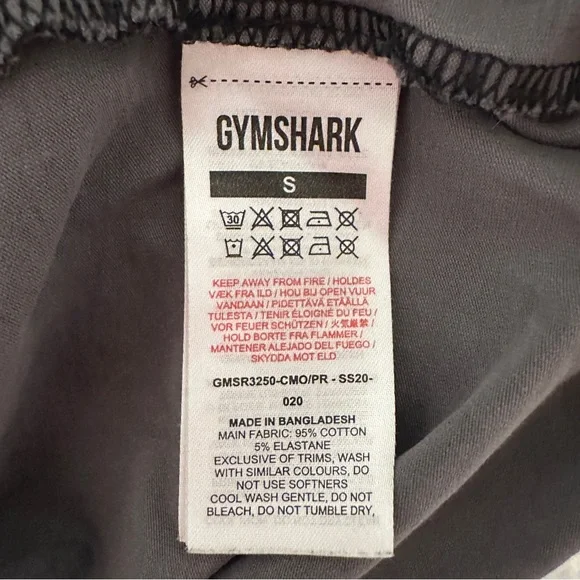 GYMSHARK
S
30
KEEP AWAY FROM FIRE / HOLDES
VÆK FRA ILD / HOU BIJ OPEN VUUR
VANDAAN / PIDETTÄVÄ ETÄÄLLÄ
TULESTA / TENIR ÉLOIGNÉ DU FEU /
VOR FEUER SCHÜTZEN / 火気厳禁 /
HOLD BORTE FRA FLAMMER /
MANTENER ALEJADO DEL FUEGO /
SKYDDA MOT ELD
GMSR3250-CMO/PR - SS20-
020
MADE IN BANGLADESH
MAIN FABRIC: 95% COTTON
5% ELASTANE
EXCLUSIVE OF TRIMS, WASH
WITH SIMILAR COLOURS, DO
NOT USE SOFTNERS
COOL WASH GENTLE, DO NOT
BLEACH, DO NOT TUMBLE DRY,